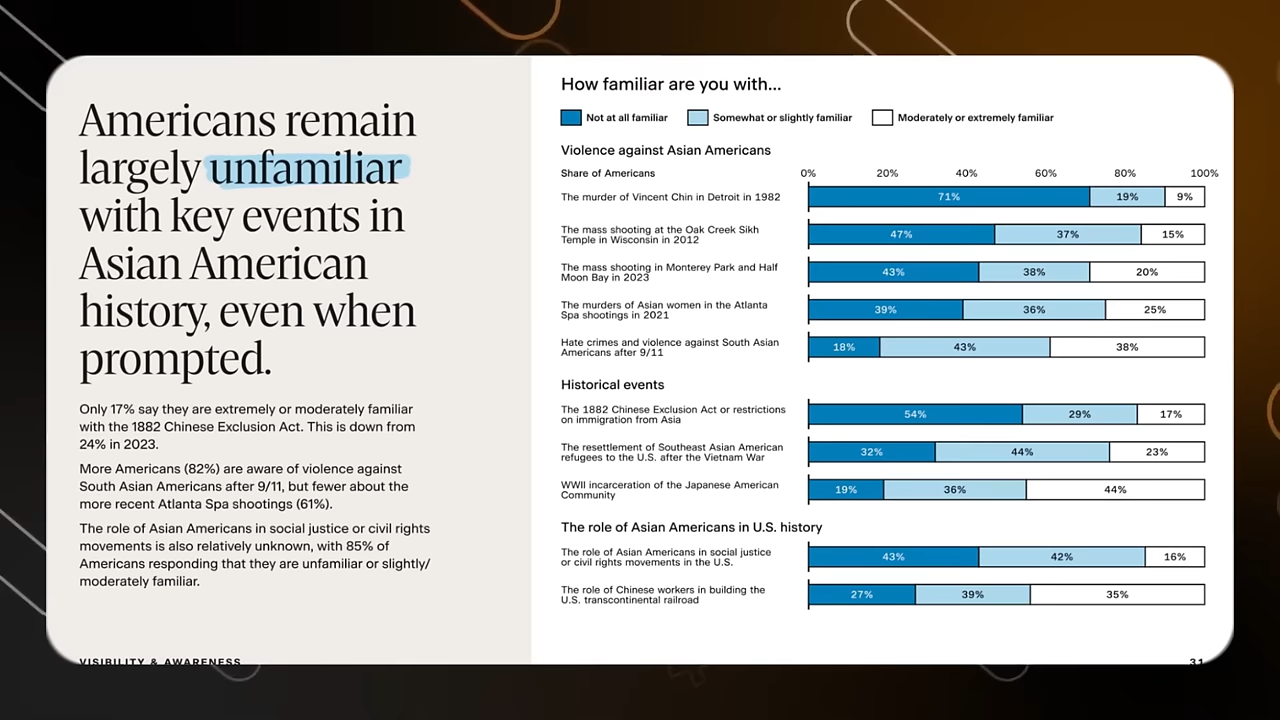 Americans remain
largely unfamiliar
with key events in
Asian American
history, even when
prompted.
Only 17% say they are extremely or moderately familiar
with the 1882 Chinese Exclusion Act. This is down from
24% in 2023.
More Americans (82%) are aware of violence against
South Asian Americans after 9/11, but fewer about the
more recent Atlanta Spa shootings (61%).
The role of Asian Americans in social justice or civil rights
movements is also relatively unknown, with 85% of
Americans responding that they are unfamiliar or slightly/
moderately familiar.
VISIBILITY & AWARENESS
How familiar are you with...
Not at all familiar Somewhat or slightly familiar Moderately or extremely familiar
Violence against Asian Americans
Share of Americans 0% 20% 40% 60% 80% 100%
The murder of Vincent Chin in Detroit in 1982 71% 19% 9%
The mass shooting at the Oak Creek Sikh
Temple in Wisconsin in 2012
47% 37% 15%
The mass shooting in Monterey Park and Half
Moon Bay in 2023
43% 38% 20%
The murders of Asian women in the Atlanta
Spa shootings in 2021
39% 36% 25%
Hate crimes and violence against South Asian
Americans after 9/11
18% 43% 38%
Historical events
The 1882 Chinese Exclusion Act or restrictions
on immigration from Asia
54% 29% 17%
The resettlement of Southeast Asian American
refugees to the U.S. after the Vietnam War
32% 44% 23%
WWII incarceration of the Japanese American
Community
19% 36% 44%
The role of Asian Americans in U.S. history
The role of Asian Americans in social justice
or civil rights movements in the U.S.
43% 42% 16%
The role of Chinese workers in building the
U.S. transcontinental railroad
27% 39% 35%
31